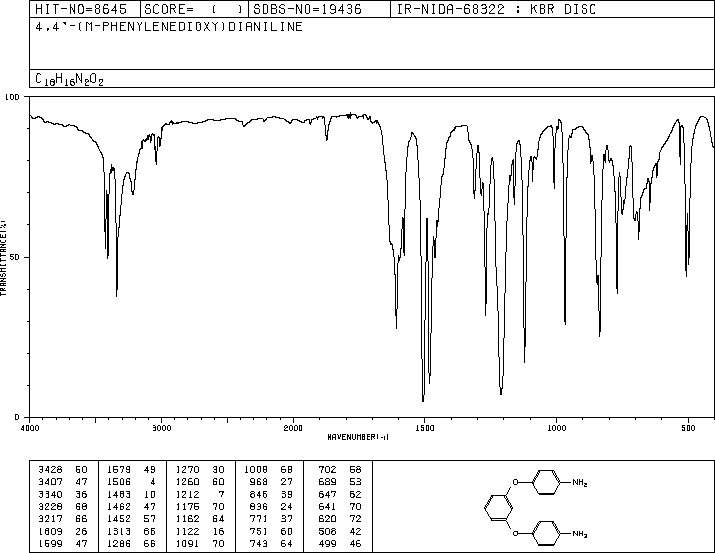 HIT-NO=8645 SCORE= ( ) SDBS-NO=19436 IR-NIDA-68322 : KBR DISC
4,4'-(M-PHENYLENEDIOXY)DIANILINE
C18H16N2O2
100
50
0
TRANSMITTANCE(%)
4000 3000 2000 1500 1000 500
WAVENUMBER(-1)
3428 50 1579 49 1270 30 1008 68 702 58
3407 47 1506 4 1260 60 968 27 689 53
3340 36 1483 10 1212 7 845 39 647 62
3228 68 1462 47 1175 70 836 24 641 70
3217 66 1452 57 1162 64 771 37 620 72
1609 26 1313 66 1122 16 751 60 508 42
1599 47 1286 66 1091 70 743 64 499 46
O NH2
O NH2